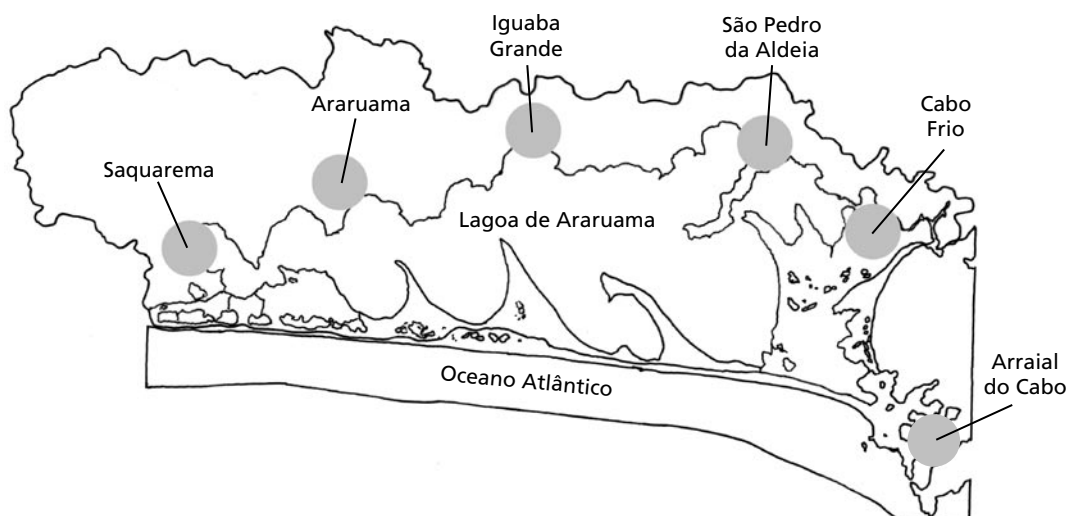 Iguaba
Grande
São Pedro
da Aldeia
Araruama
Cabo
Frio
Saquarema
Lagoa de Araruama
Arraial
do Cabo
Oceano Atlântico